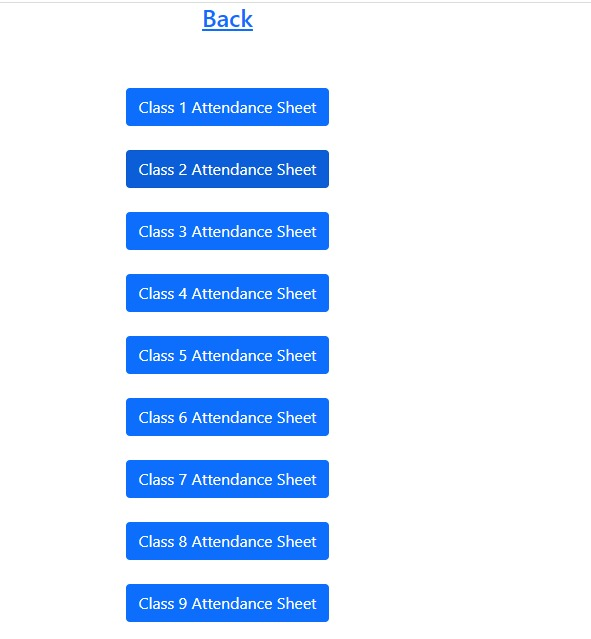 Back
Class 1 Attendance Sheet
Class 2 Attendance Sheet
Class 3 Attendance Sheet
Class 4 Attendance Sheet
Class 5 Attendance Sheet
Class 6 Attendance Sheet
Class 7 Attendance Sheet
Class 8 Attendance Sheet
Class 9 Attendance Sheet